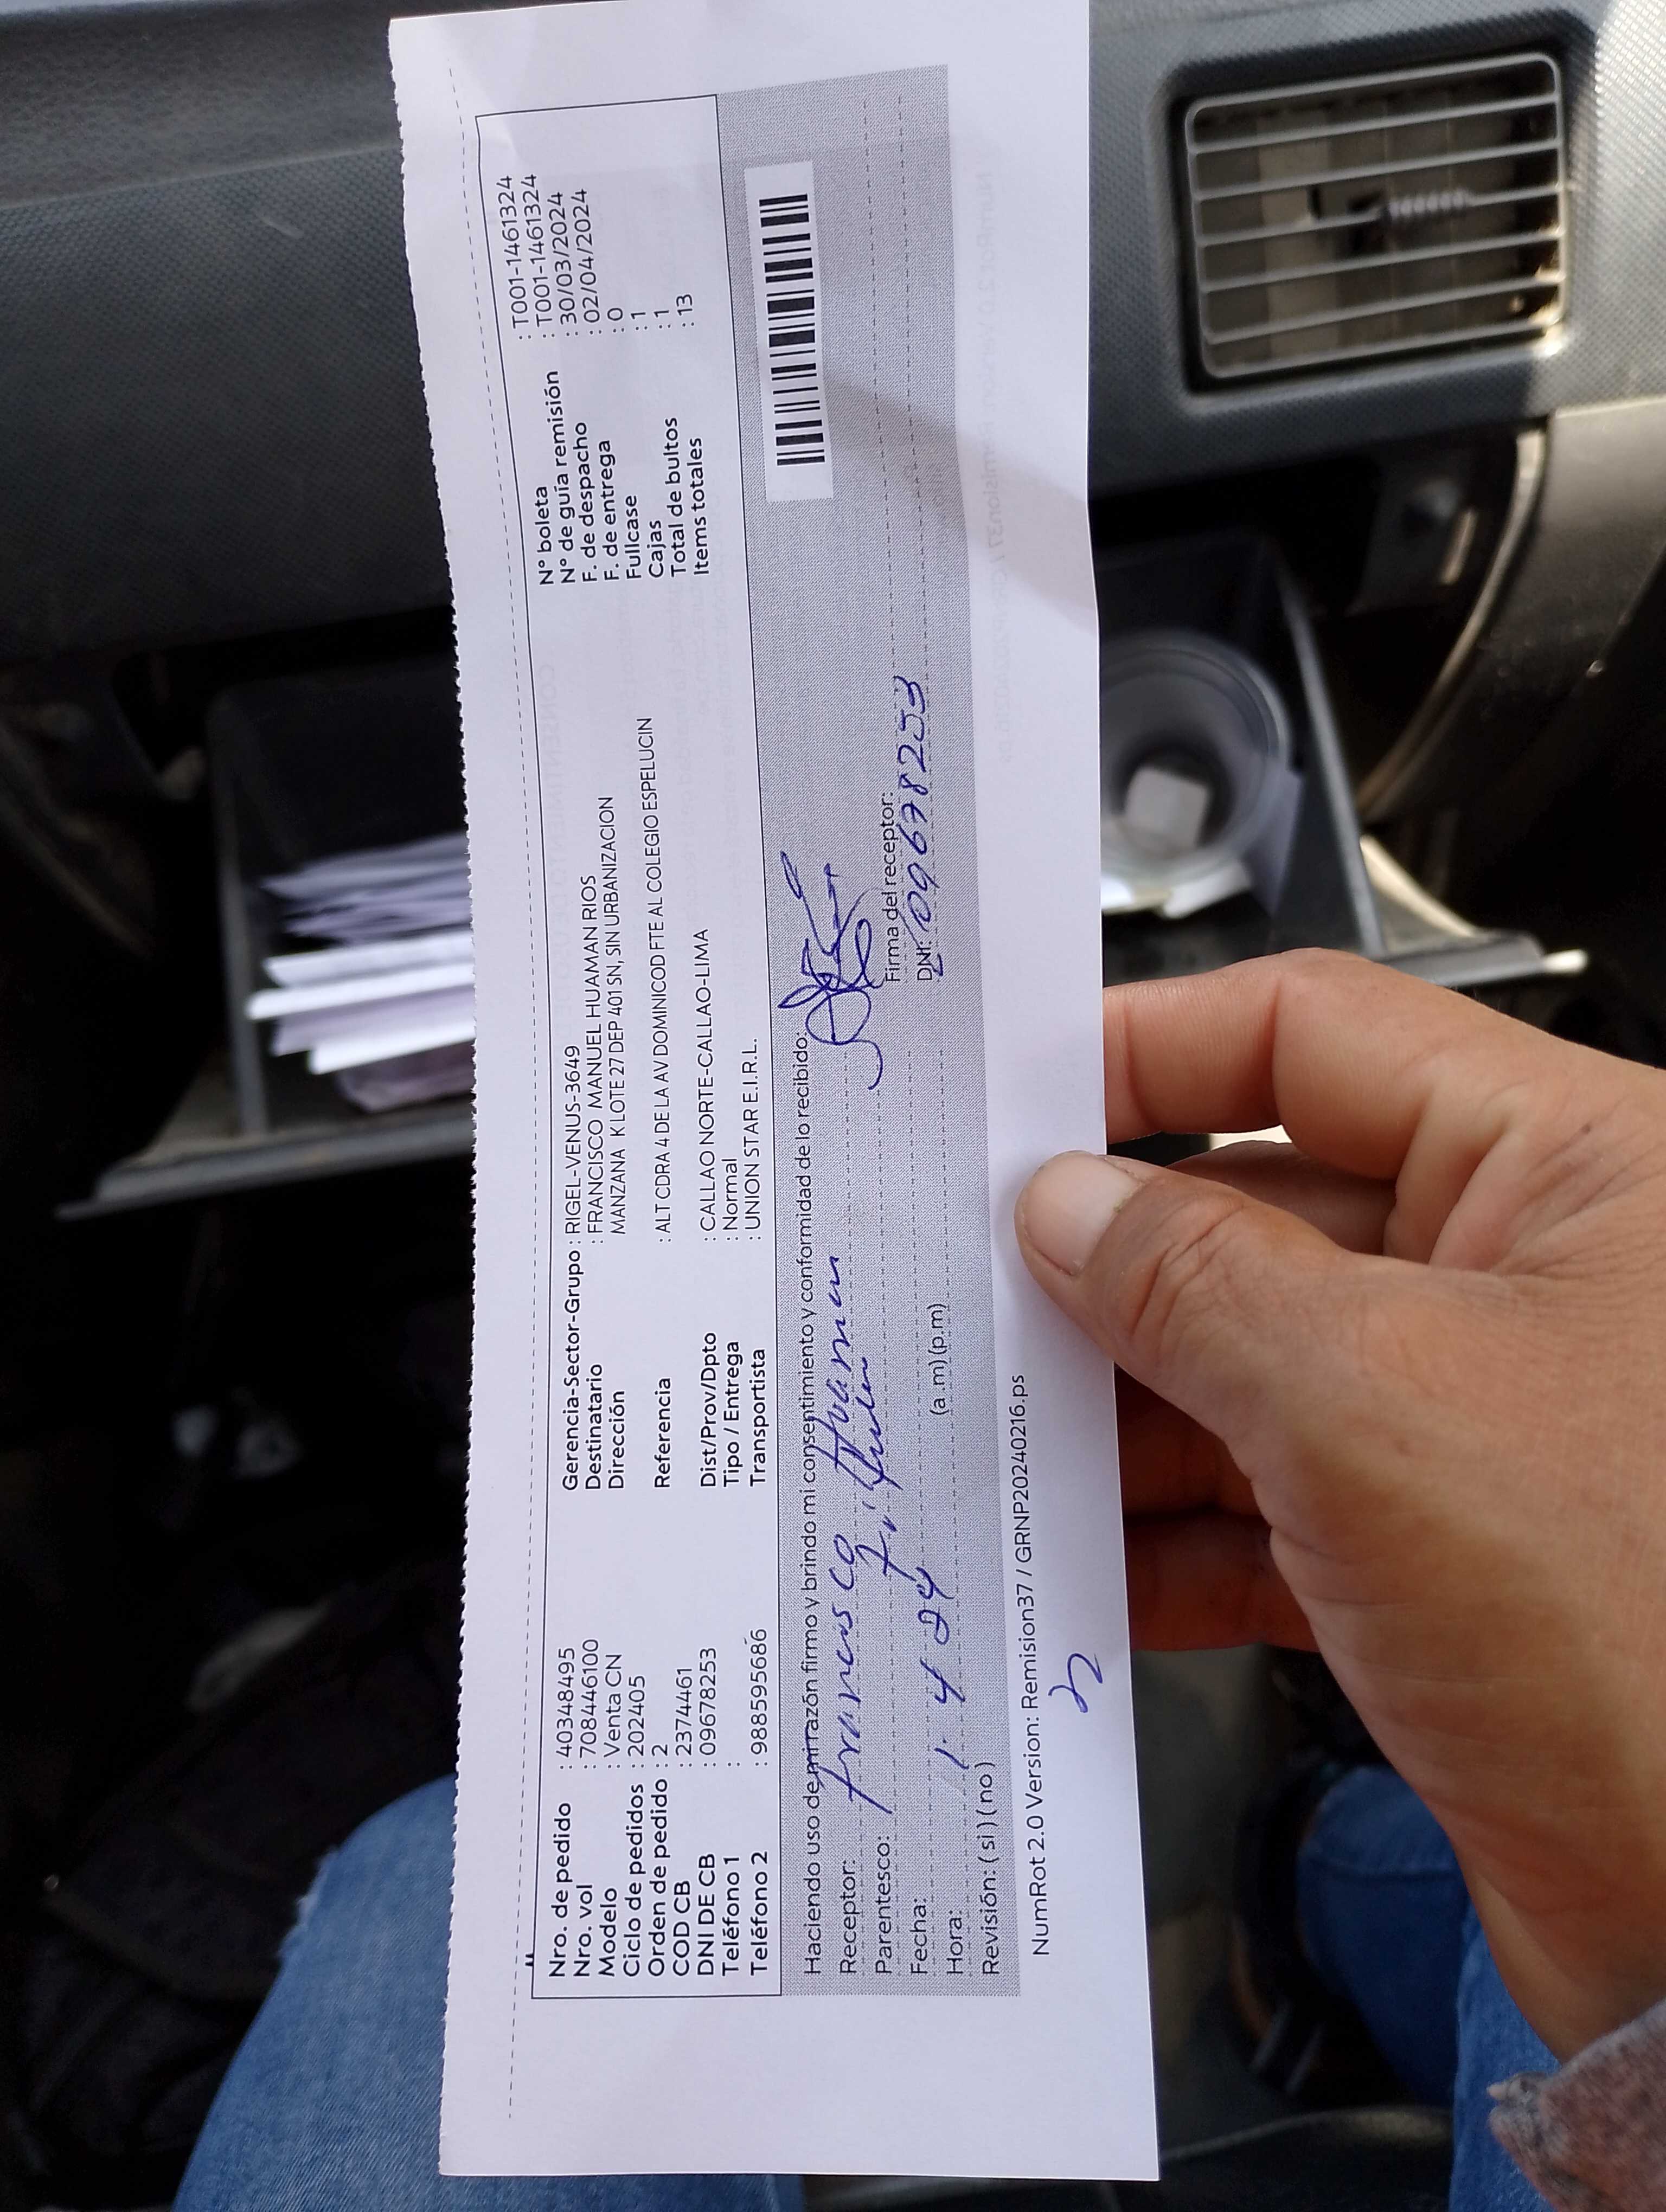 Nro. de pedido : 40348495
Nro. vol : 708446100
Modelo : Venta CN
Ciclo de pedidos : 202405
Orden de pedido : 2
COD CB : 2374461
DNI DE CB : 09678253
Teléfono 1 :
Teléfono 2 : 988595686
Gerencia-Sector-Grupo : RIGEL-VENUS-3649
Destinatario : FRANCISCO MANUEL HUAMAN RIOS
Dirección MANZANA K LOTE 27 DEP 401 SN, SIN URBANIZACION
Referencia : ALT CDRA 4 DE LA AV DOMINICOD FTE AL COLEGIO ESPELUCIN
Dist/Prov/Dpto : CALLAO NORTE-CALLAO-LIMA
Tipo / Entrega : Normal
Transportista : UNION STAR E.I.R.L.
N° boleta : T001-1461324
N° de guía remisión : T001-1461324
F. de despacho : 30/03/2024
F. de entrega : 02/04/2024
Fullcase : 0
Cajas : 1
Total de bultos : 1
Items totales : 13
Haciendo uso de mi razón firmo y brindo mi consentimiento y conformidad de lo recibido:
Receptor: Francisco Huaman
Parentesco:
Fecha: 1 4 24
Hora: (a.m) (p.m)
Revisión: ( si ) ( no )
Firma del receptor:
DNI: 09678253
NumRot 2.0 Version: Remision37 / GRNP20240216.ps